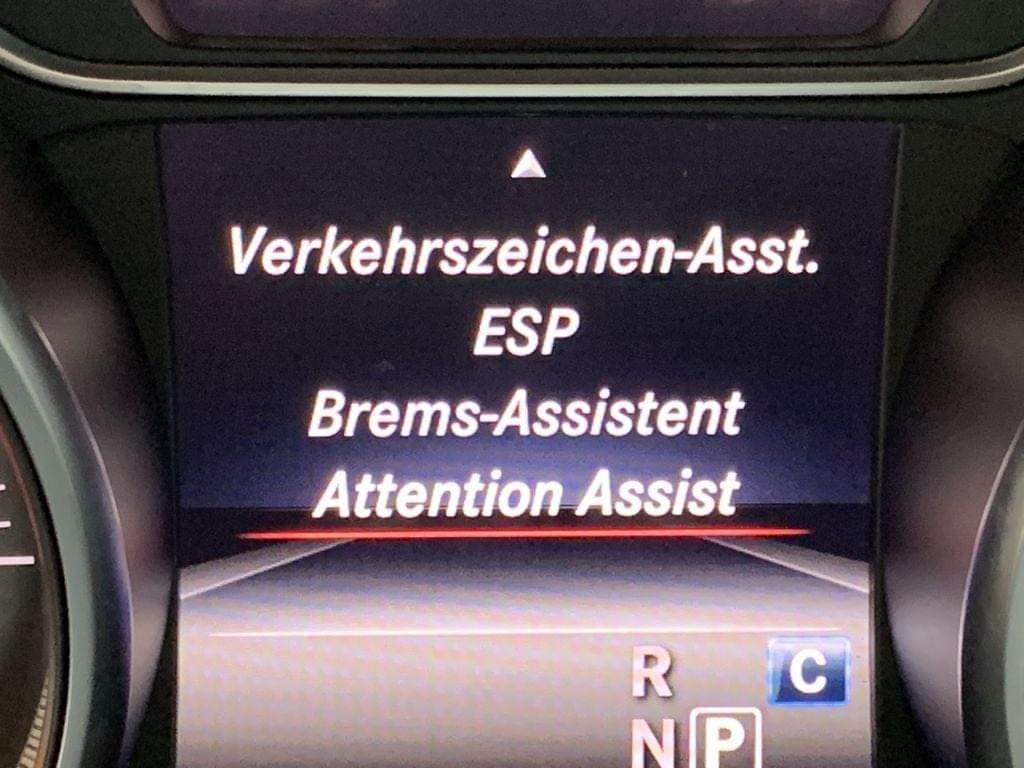 Verkehrszeichen-Asst.
ESP
Brems-Assistent
Attention Assist
R
C
N P